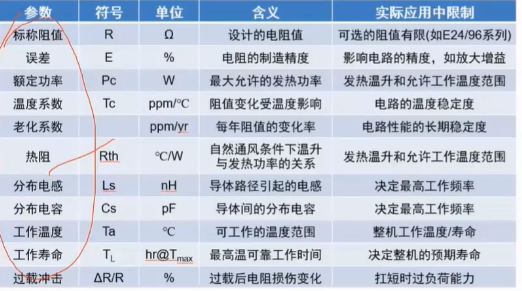 参数 符号 单位 含义 实际应用中限制
标称阻值 R Ω 设计的电阻值 可选的阻值有限(如E24/96系列)
误差 E % 电阻的制造精度 影响电路的精度，如放大增益
额定功率 Pc W 最大允许的发热功率 发热温升和允许工作温度范围
温度系数 Tc ppm/℃ 阻值变化受温度影响 电路的温度稳定度
老化系数 ppm/yr 每年阻值的变化率 电路性能的长期稳定度
热阻 Rth ℃/W 自然通风条件下温升
与发热功率的关系 发热温升和允许工作温度范围
分布电感 Ls nH 导体路径引起的电感 决定最高工作频率
分布电容 Cs pF 导体间的分布电容 决定最高工作频率
工作温度 Ta ℃ 可工作的温度范围 整机工作温度/寿命
工作寿命 TL hr@Tmax 最高温可靠工作时间 决定整机的预期寿命
过载冲击 ΔR/R % 过载后电阻损伤变化 扛短时过负荷能力